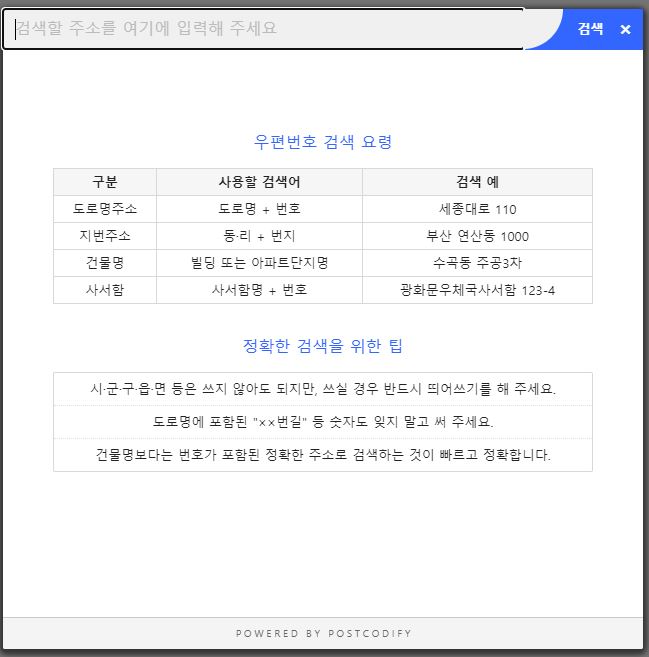 검색할 주소를 여기에 입력해 주세요 검색 ×
우편번호 검색 요령
구분 사용할 검색어 검색 예
도로명주소 도로명 + 번호 세종대로 110
지번주소 동·리 + 번지 부산 연산동 1000
건물명 빌딩 또는 아파트단지명 수곡동 주공3차
사서함 사서함명 + 번호 광화문우체국사서함 123-4
정확한 검색을 위한 팁
시·군·구·읍·면 등은 쓰지 않아도 되지만, 쓰실 경우 반드시 띄어쓰기를 해 주세요.
도로명에 포함된 "××번길" 등 숫자도 잊지 말고 써 주세요.
건물명보다는 번호가 포함된 정확한 주소로 검색하는 것이 빠르고 정확합니다.
POWERED BY POSTCODIFY